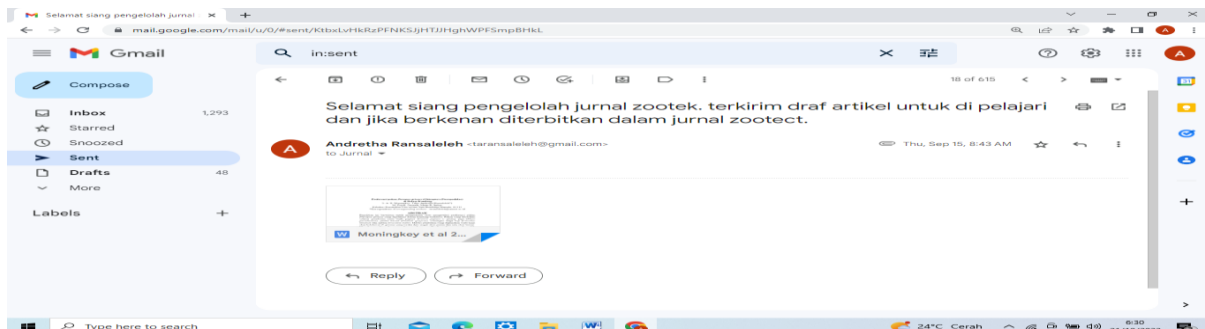 Selamat siang pengelolah jurnal
mail.google.com/mail/u/0/#sent/KtbxLvHkRzPFNKSJjHTJJHghWPFSmpBHkL
Gmail
in:sent
Compose
18 of 615
Inbox 1,293
Starred
Snoozed
Sent
Drafts 48
More
Labels
Selamat siang pengelolah jurnal zootek. terkirim draf artikel untuk di pelajari
dan jika berkenan diterbitkan dalam jurnal zootect.
A
Andretha Ransaleleh <taransaleleh@gmail.com>
Thu, Sep 15, 8:43 AM
to Jurnal
W Moningkey et al 2...
Reply
Forward
Type here to search
24°C Cerah
6:30